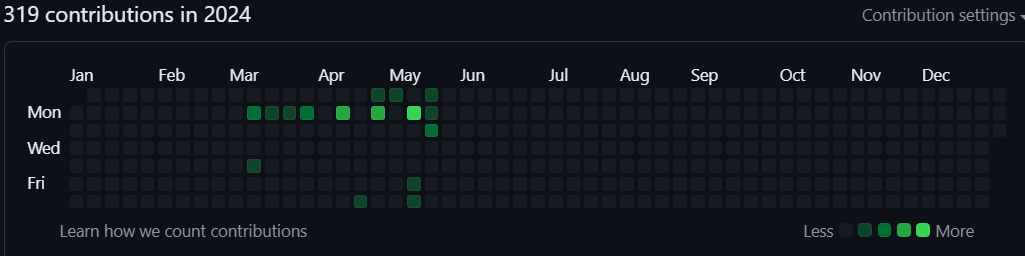 319 contributions in 2024
Contribution settings
Jan Feb Mar Apr May Jun Jul Aug Sep Oct Nov Dec
Mon
Wed
Fri
Learn how we count contributions
Less More